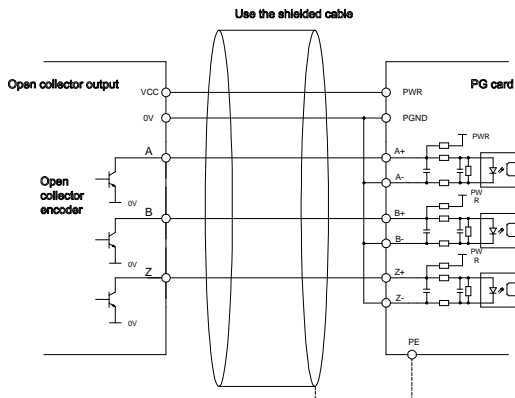 Use the shielded cable
Open collector output
PG card
VCC
PWR
0V
PGND
PWR
A
A+
Open
collector
encoder
0V
A-
PW
R
B
B+
0V
B-
PW
R
Z
Z+
0V
Z-
PE